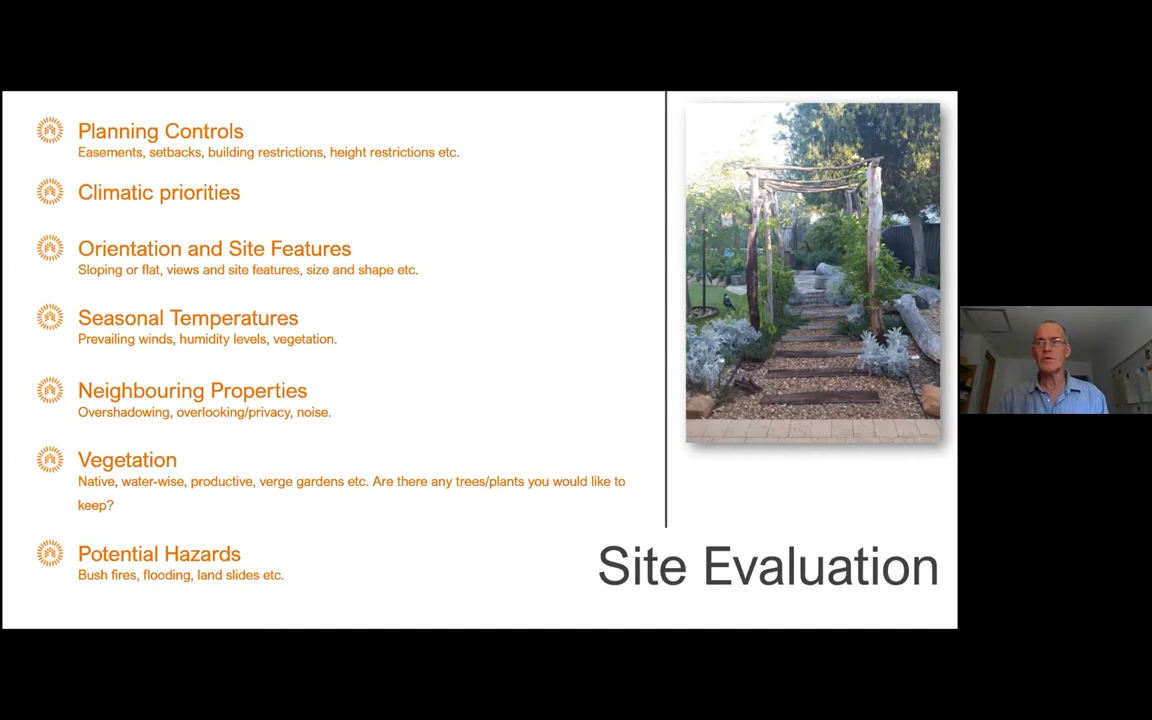 Planning Controls
Easements, setbacks, building restrictions, height restrictions etc.
Climatic priorities
Orientation and Site Features
Sloping or flat, views and site features, size and shape etc.
Seasonal Temperatures
Prevailing winds, humidity levels, vegetation.
Neighbouring Properties
Overshadowing, overlooking/privacy, noise.
Vegetation
Native, water-wise, productive, verge gardens etc. Are there any trees/plants you would like to
keep?
Potential Hazards
Bush fires, flooding, land slides etc.
Site Evaluation